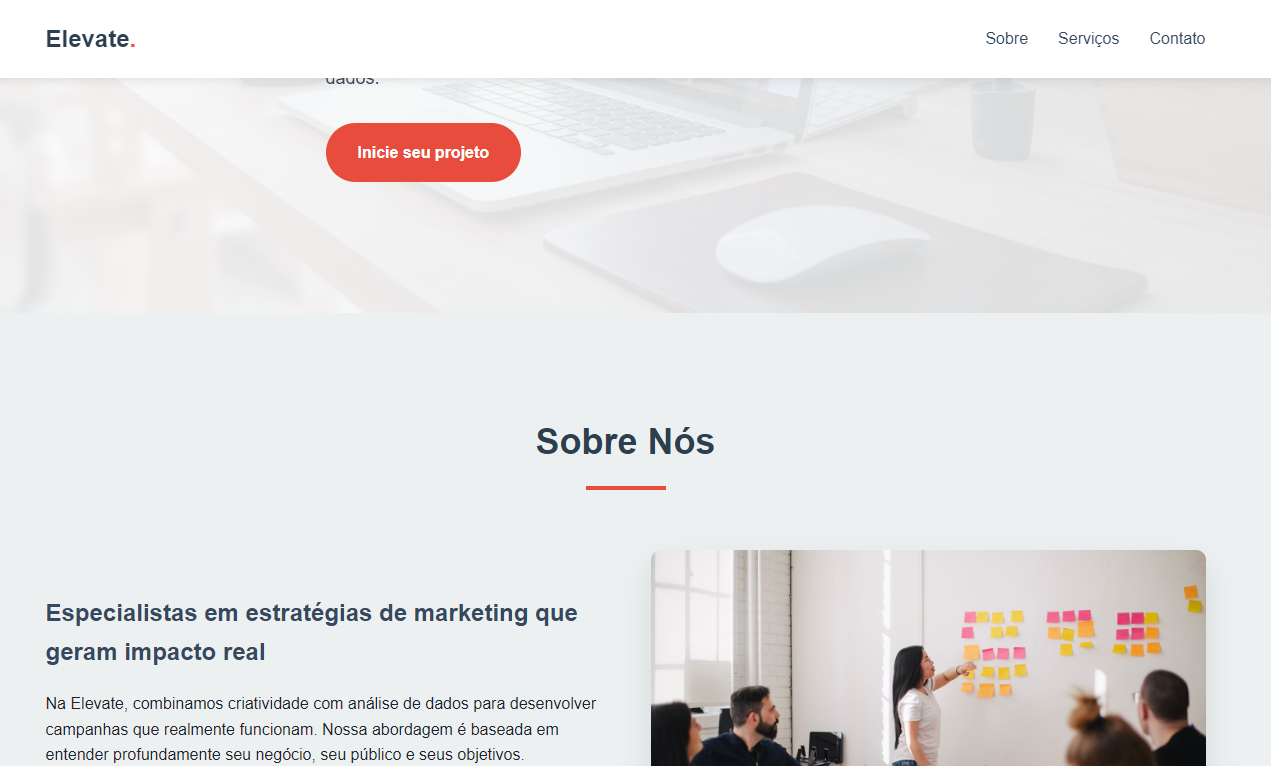 Elevate.
Sobre
Serviços
Contato
dados.
Inicie seu projeto
Sobre Nós
Especialistas em estratégias de marketing que
geram impacto real
Na Elevate, combinamos criatividade com análise de dados para desenvolver
campanhas que realmente funcionam. Nossa abordagem é baseada em
entender profundamente seu negócio, seu público e seus objetivos.